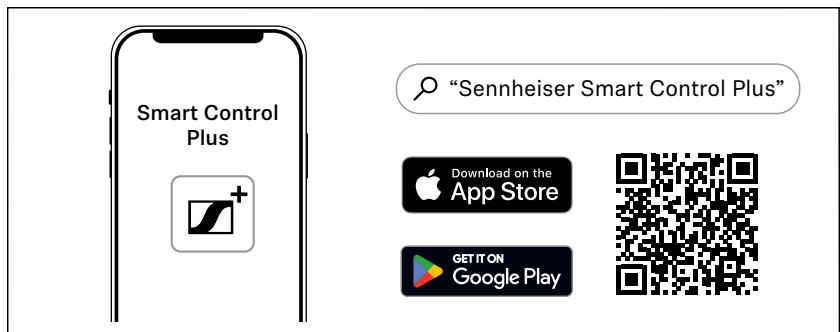 Smart Control
Plus
“Sennheiser Smart Control Plus”
Download on the
App Store
GET IT ON
Google Play